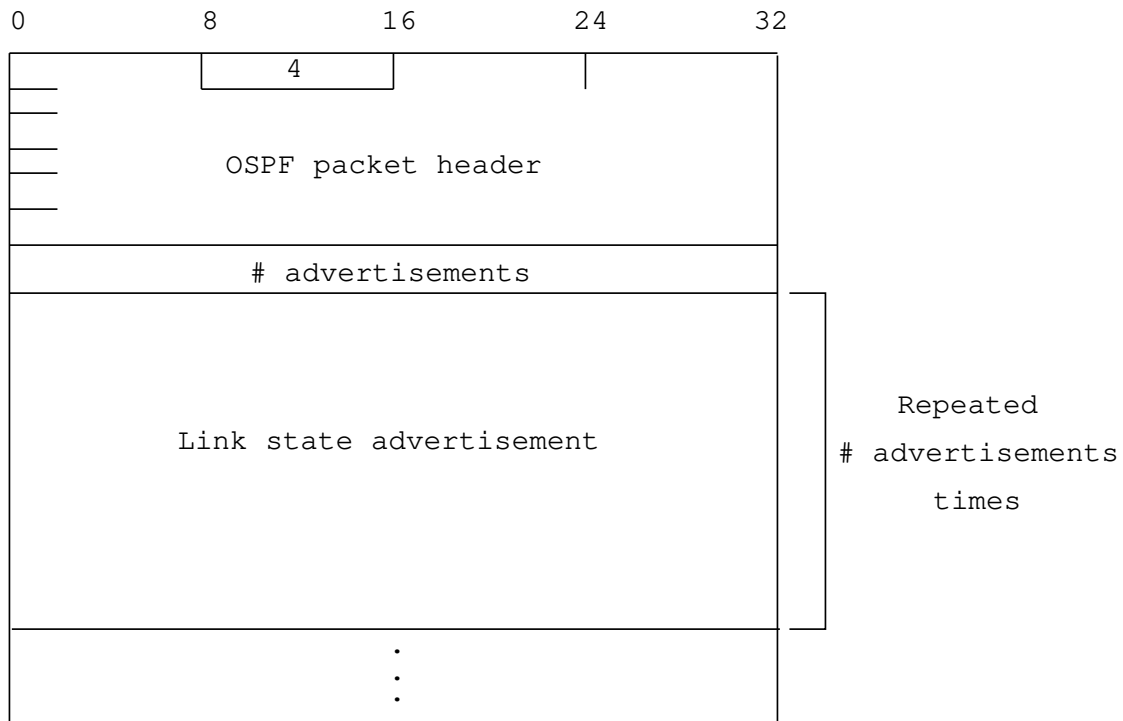 0 8 16 24 32
4
OSPF packet header
# advertisements
Link state advertisement
Repeated
# advertisements
times
.
.
.